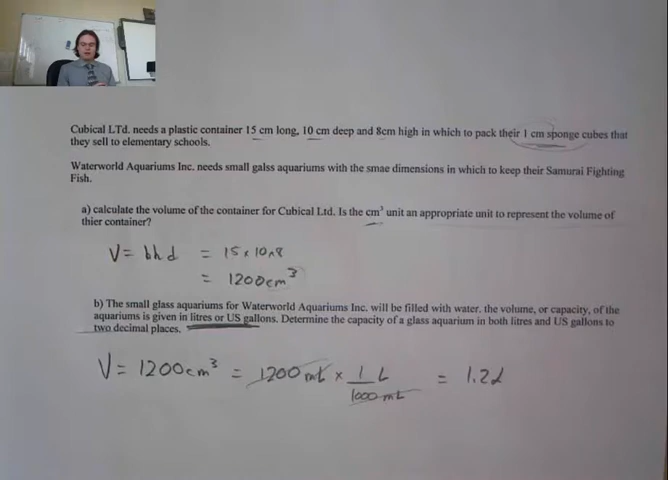 Cubical LTd. needs a plastic container 15 cm long, 10 cm deep and 8cm high in which to pack their 1 cm sponge cubes that
they sell to elementary schools.
Waterworld Aquariums Inc. needs small galss aquariums with the smae dimensions in which to keep their Samurai Fighting
Fish.
a) calculate the volume of the container for Cubical Ltd. Is the cm³ unit an appropriate unit to represent the volume of
thier container?
V = bhd = 15 x 10 x 8
= 1200cm³
b) The small glass aquariums for Waterworld Aquariums Inc. will be filled with water. the volume, or capacity, of the
aquariums is given in litres or US gallons. Determine the capacity of a glass aquarium in both litres and US gallons to
two decimal places.
V = 1200cm³ = 1200 mL x 1 L = 1.2L
1000 mL